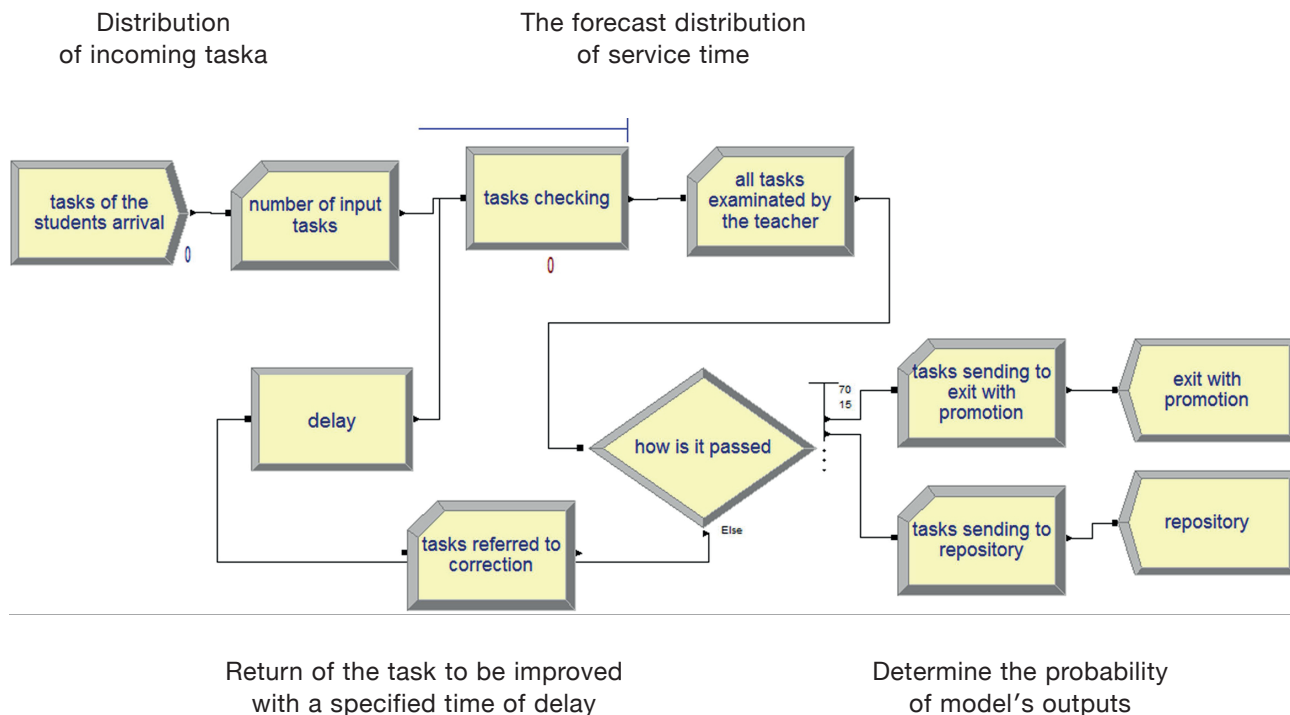 Distribution
of incoming taska
The forecast distribution
of service time
tasks of the
students arrival
0
number of input
tasks
tasks checking
0
all tasks
examinated by
the teacher
delay
how is it passed
70
15
Else
tasks sending to
exit with
promotion
exit with
promotion
tasks referred to
correction
tasks sending to
repository
repository
Return of the task to be improved
with a specified time of delay
Determine the probability
of model's outputs